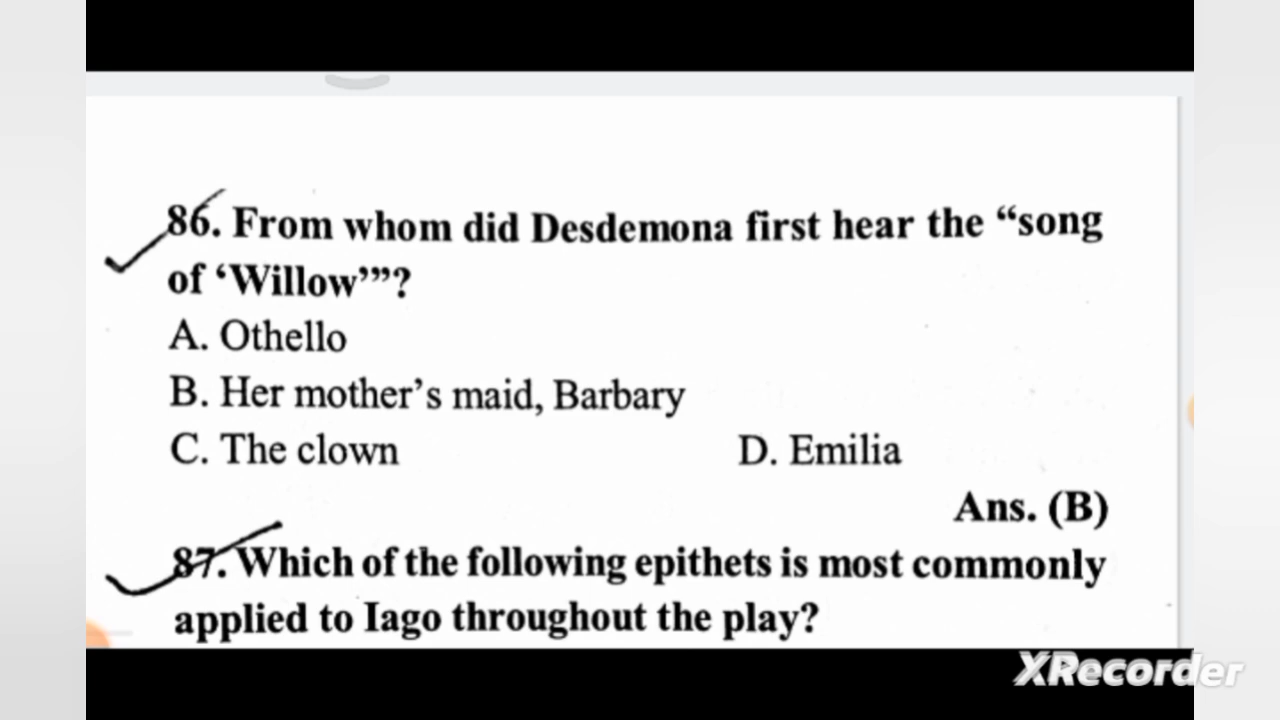 86. From whom did Desdemona first hear the “song
of ‘Willow’”?
A. Othello
B. Her mother’s maid, Barbary
C. The clown D. Emilia
Ans. (B)
87. Which of the following epithets is most commonly
applied to Iago throughout the play?
XRecorder